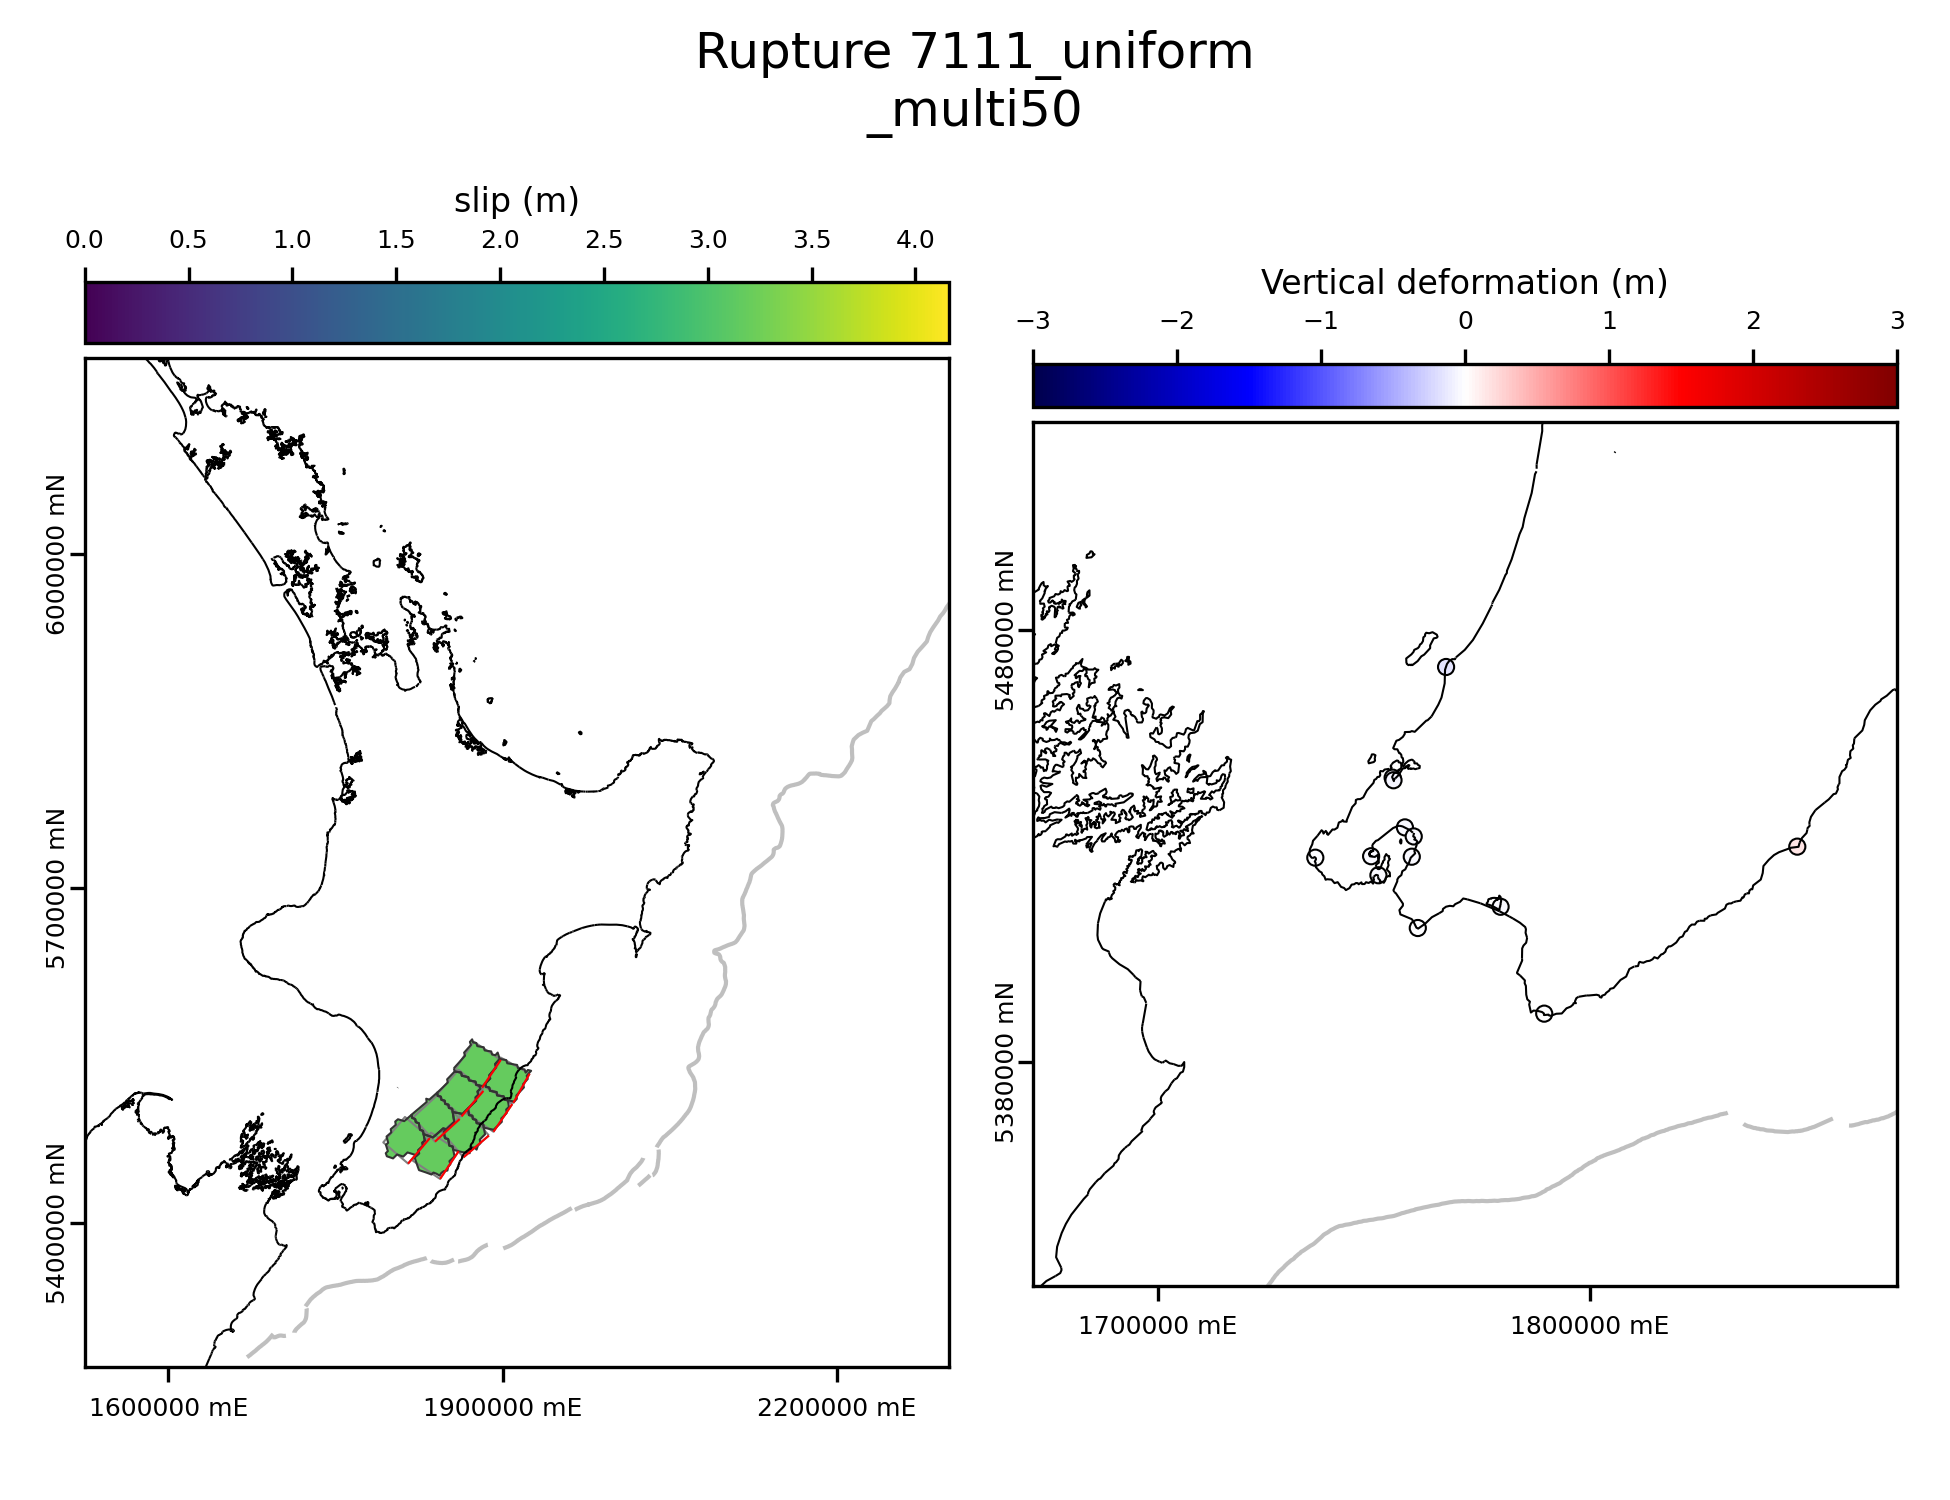 Rupture 7111_uniform
_multi50
slip (m)
0.0 0.5 1.0 1.5 2.0 2.5 3.0 3.5 4.0
6000000 mN
5700000 mN
5400000 mN
1600000 mE 1900000 mE 2200000 mE
Vertical deformation (m)
−3 −2 −1 0 1 2 3
5480000 mN
5380000 mN
1700000 mE 1800000 mE